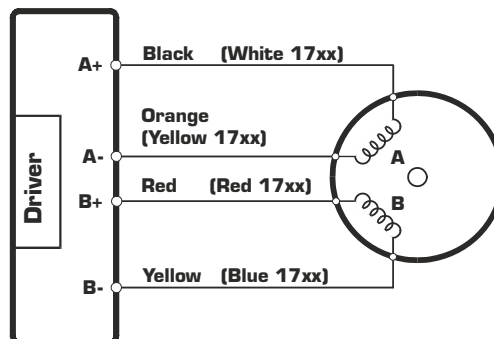 A+ Black (White 17xx)
Orange
(Yellow 17xx)
A-
A
Driver
B+ Red (Red 17xx)
B
B- Yellow (Blue 17xx)